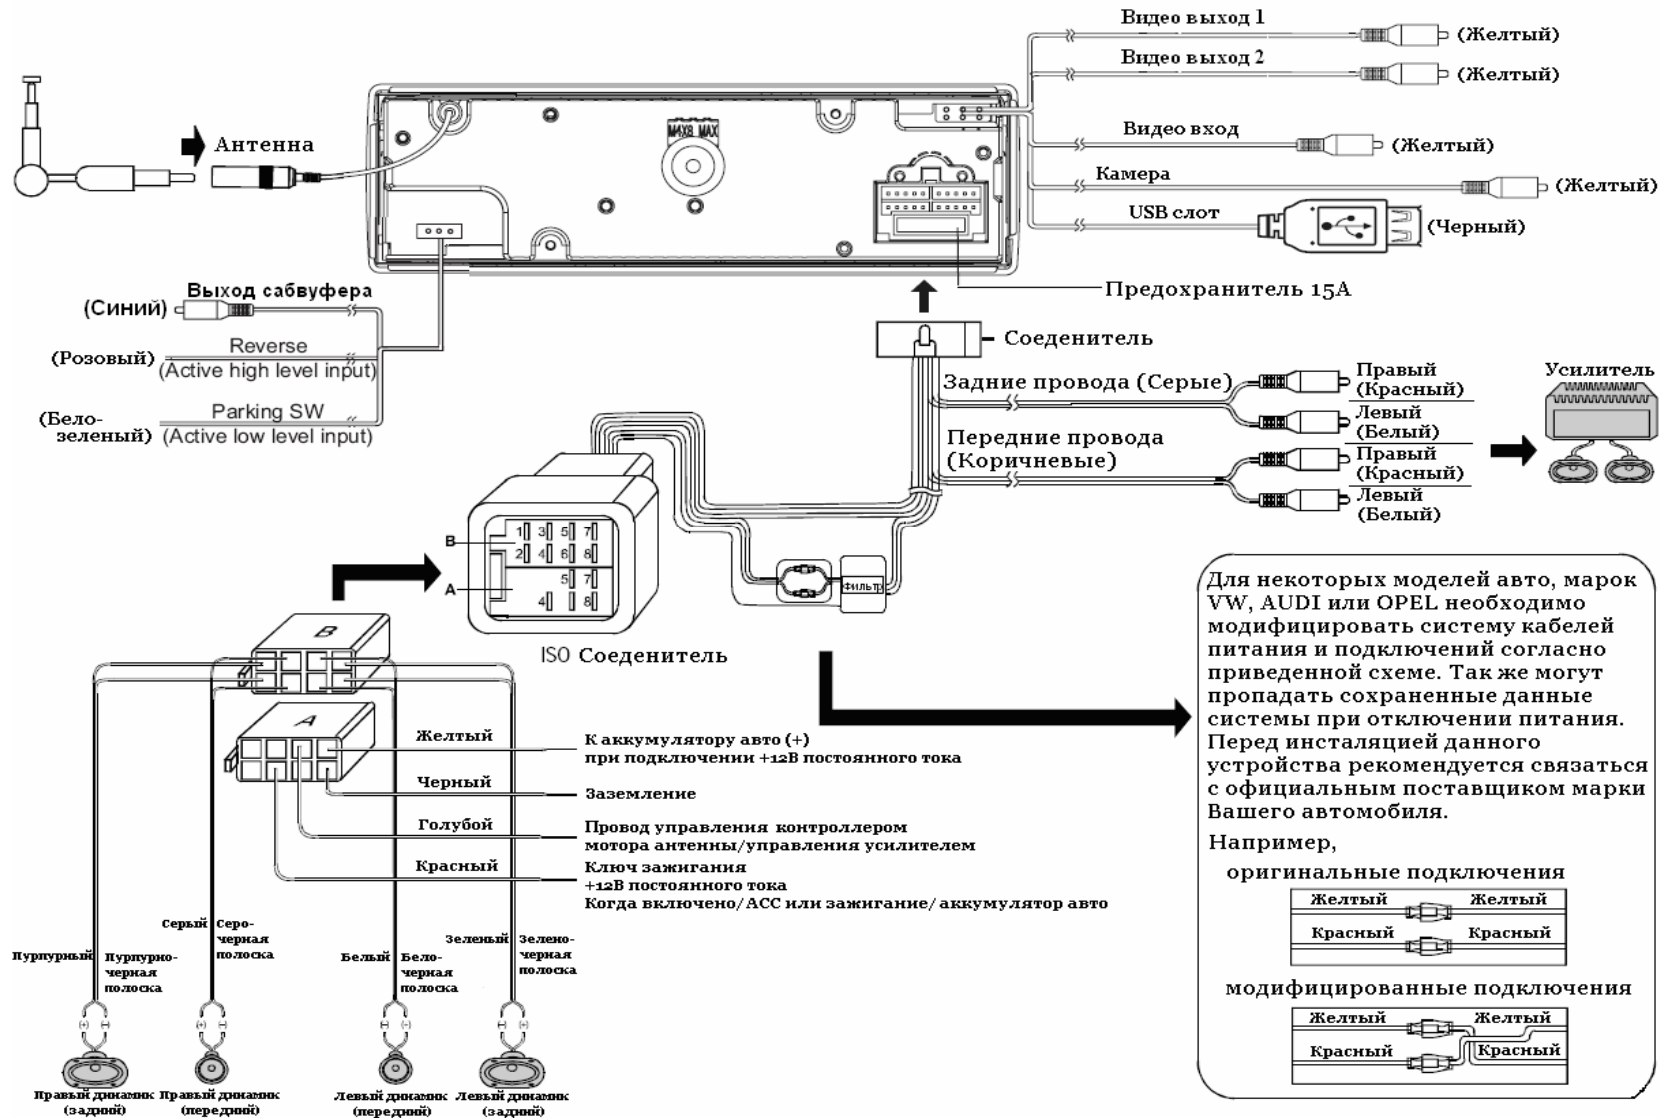 Видео выход 1
(Желтый)
Видео выход 2
(Желтый)
Антенна
M4X8 MAX
Видео вход
(Желтый)
Камера
(Желтый)
USB слот
(Черный)
Предохранитель 15А
Выход сабвуфера
(Синий)
Reverse
(Розовый)
(Active high level input)
Parking SW
(Бело-
зеленый)
(Active low level input)
Соеденитель
Задние провода (Серые)
Правый
(Красный)
Левый
(Белый)
Передние провода
(Коричневые)
Правый
(Красный)
Левый
(Белый)
Усилитель
B
1 3 5 7
2 4 6 8
A
5 7
4 8
Фильтр
ISO Соеденитель
B
A
Желтый
К аккумулятору авто (+)
при подключении +12В постоянного тока
Черный
Заземление
Голубой
Провод управления контроллером
мотора антенны/управления усилителем
Красный
Ключ зажигания
+12В постоянного тока
Когда включено/АСС или зажигание/аккумулятор авто
Пурпурный
Пурпурно-
черная
полоска
Серый
Серо-
черная
полоска
Белый
Бело-
черная
полоска
Зеленый
Зелено-
черная
полоска
(+) (-)
(+) (-)
(+) (-)
(+) (-)
Правый динамик
(задний)
Правый динамик
(передний)
Левый динамик
(передний)
Левый динамик
(задний)
Для некоторых моделей авто, марок
VW, AUDI или OPEL необходимо
модифицировать систему кабелей
питания и подключений согласно
приведенной схеме. Так же могут
пропадать сохраненные данные
системы при отключении питания.
Перед инсталяцией данного
устройства рекомендуется связаться
с официальным поставщиком марки
Вашего автомобиля.
Например,
оригинальные подключения
Желтый Желтый
Красный Красный
модифицированные подключения
Желтый Желтый
Красный Красный